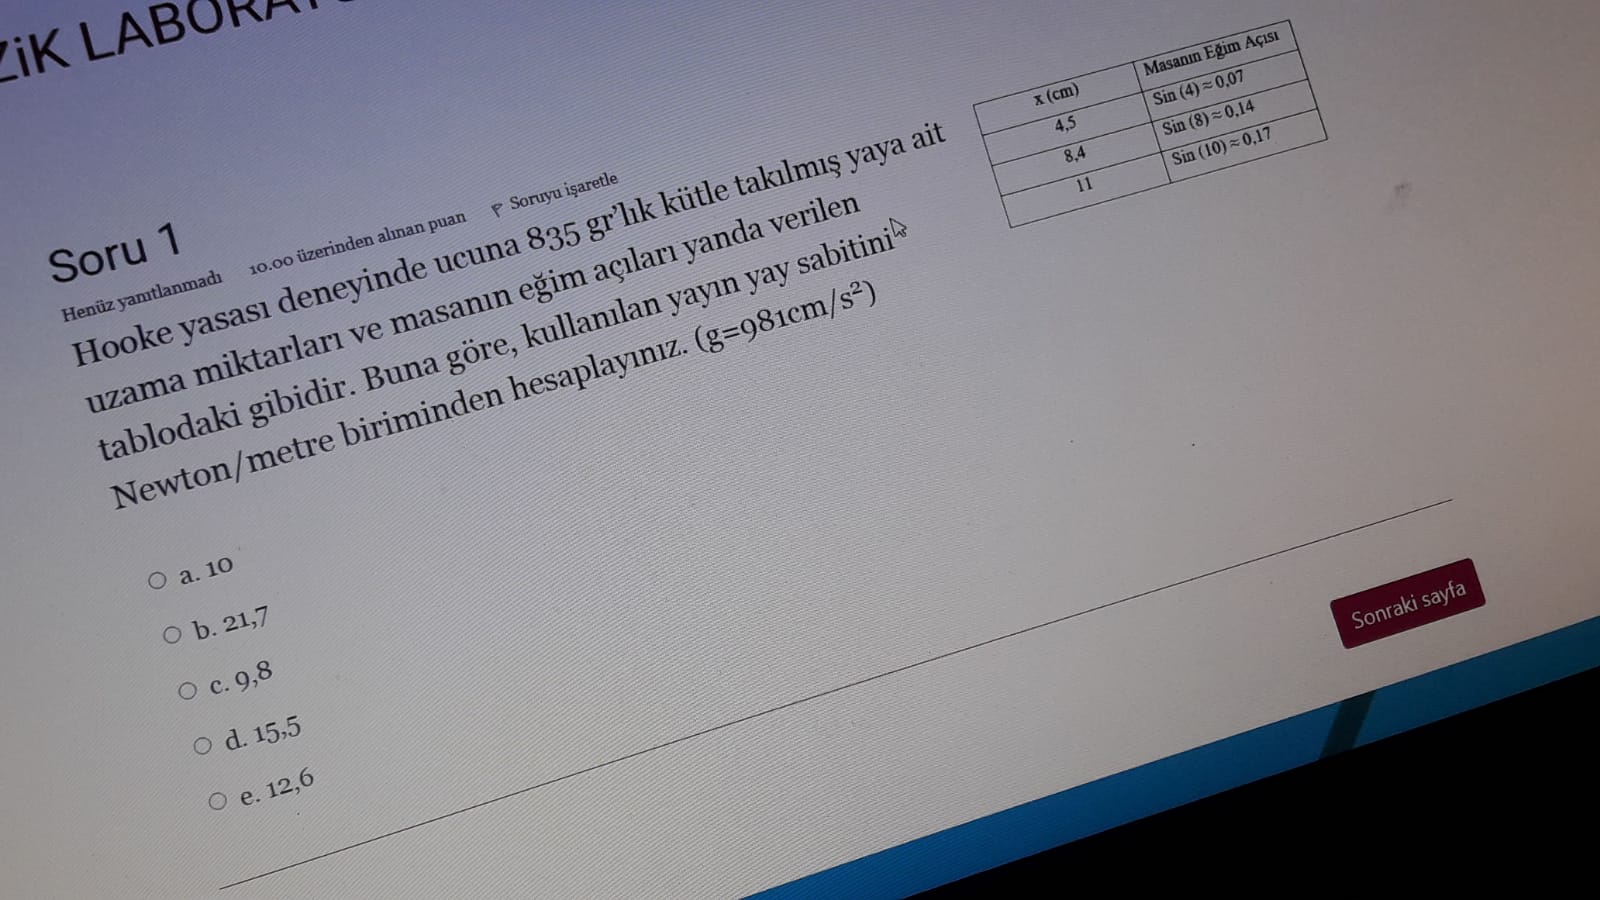 ZİK LABORAT
Soru 1
Henüz yanıtlanmadı 10.00 üzerinden alınan puan Soruyu işaretle
Hooke yasası deneyinde ucuna 835 gr’lık kütle takılmış yaya ait
uzama miktarları ve masanın eğim açıları yanda verilen
tablodaki gibidir. Buna göre, kullanılan yayın yay sabitini
Newton/metre biriminden hesaplayınız. (g=981cm/s²)
x (cm) Masanın Eğim Açısı
4,5 Sin (4) ≈ 0,07
8,4 Sin (8) ≈ 0,14
11 Sin (10) ≈ 0,17
a. 10
b. 21,7
c. 9,8
d. 15,5
e. 12,6
Sonraki sayfa